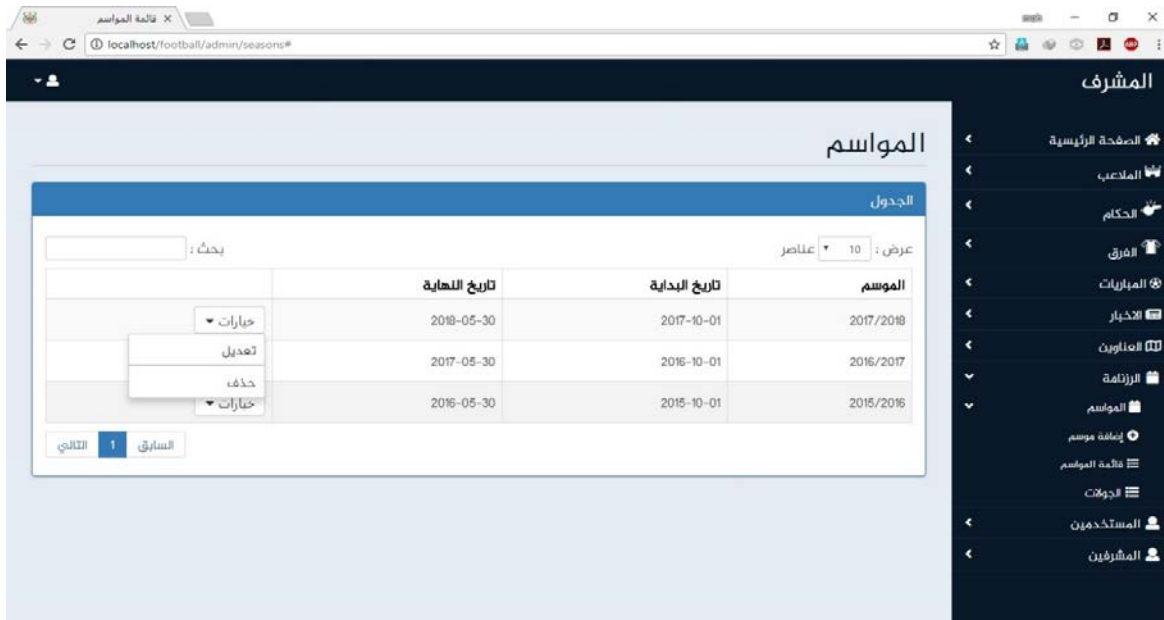 قائمة المواسم
localhost/football/admin/seasons#
المشرف
الصفحة الرئيسية
الملاعب
الحكام
الفرق
المباريات
الاخبار
العناوين
الرزنامة
المواسم
إضافة موسم
قائمة المواسم
الجولات
المستخدمين
المشرفين
المواسم
الجدول
عرض : 10 عناصر
بحث :
الموسم تاريخ البداية تاريخ النهاية
2017/2018 2017-10-01 2018-05-30 خيارات
تعديل
2016/2017 2016-10-01 2017-05-30
حذف
2015/2016 2015-10-01 2016-05-30 خيارات
السابق 1 التالي